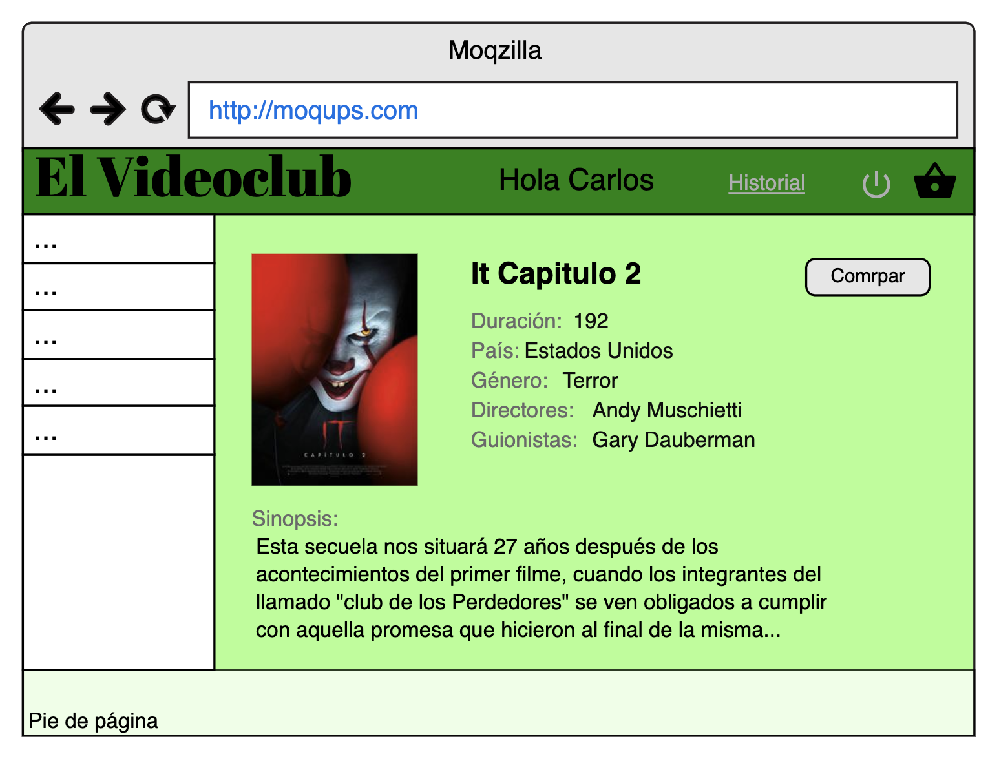 Moqzilla
http://moqups.com
El Videoclub
Hola Carlos
Historial
...
...
...
...
...
It Capitulo 2
Comrpar
Duración: 192
País: Estados Unidos
Género: Terror
Directores: Andy Muschietti
Guionistas: Gary Dauberman
IT
CAPÍTULO 2
Sinopsis:
Esta secuela nos situará 27 años después de los
acontecimientos del primer filme, cuando los integrantes del
llamado "club de los Perdedores" se ven obligados a cumplir
con aquella promesa que hicieron al final de la misma...
Pie de página